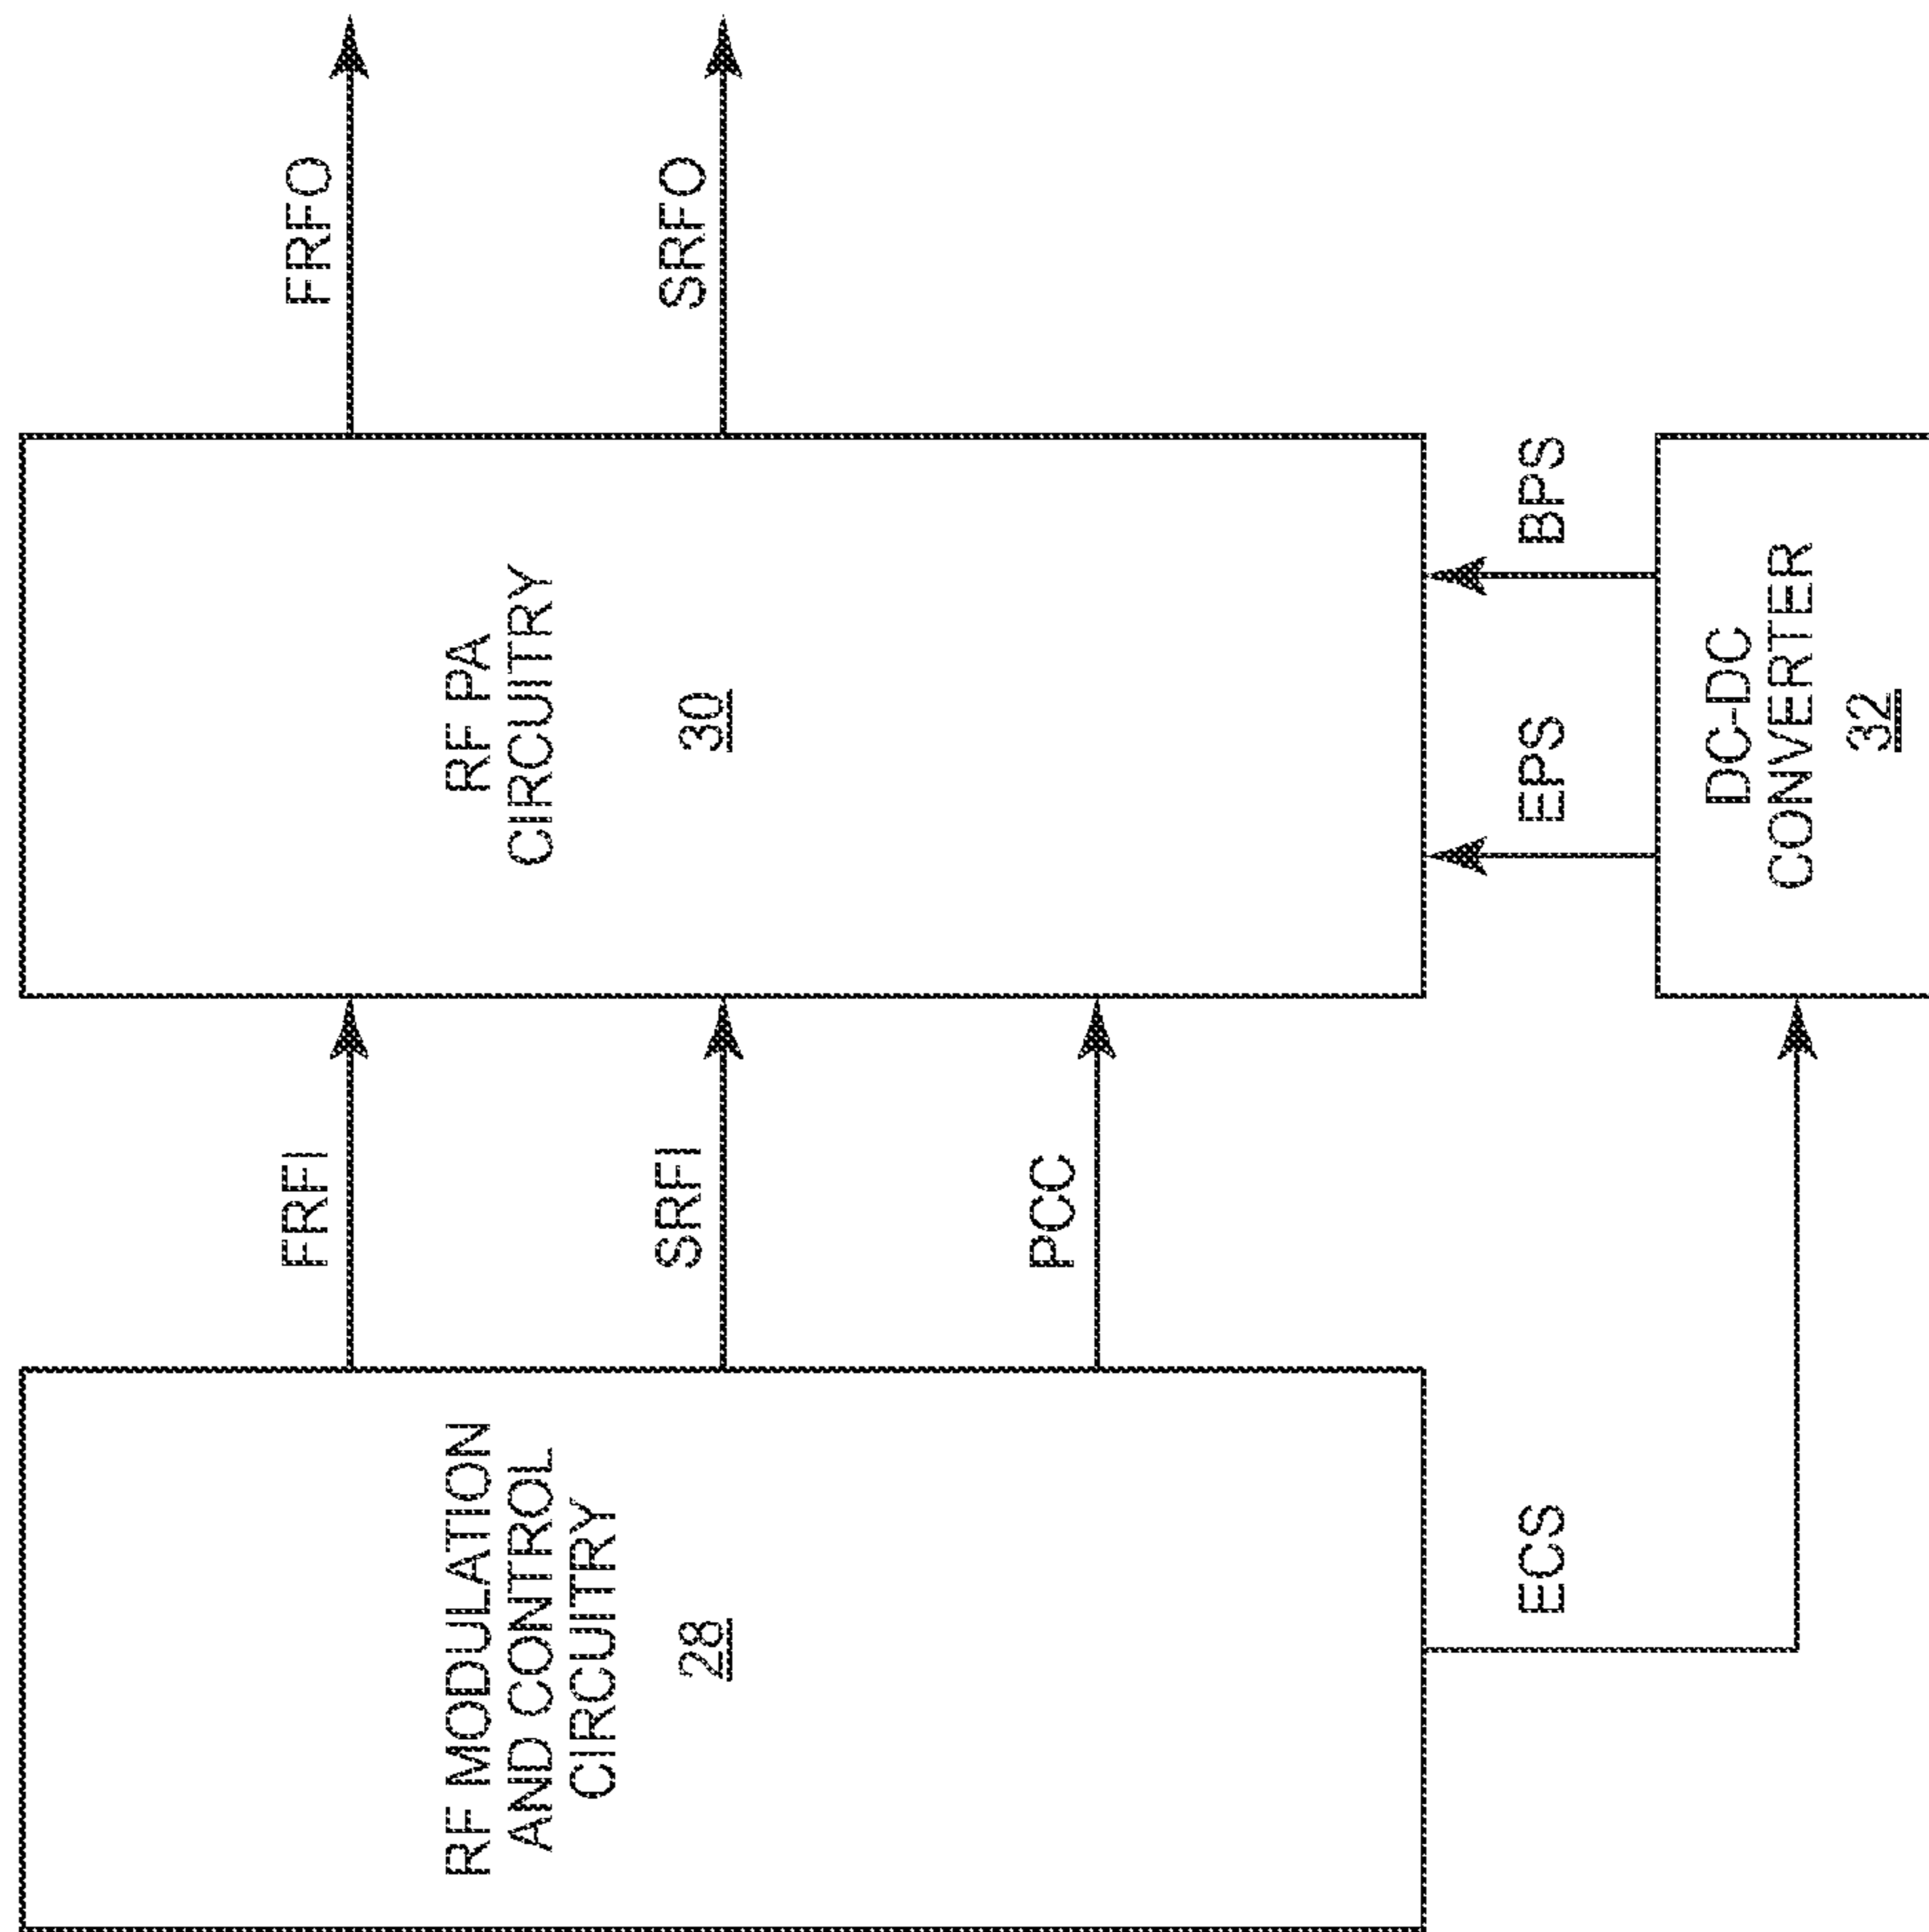 RF MODULATION
AND CONTROL
CIRCUITRY
28
FRFI
SRFI
PCC
ECS
RF PA
CIRCUITRY
30
EPS
BPS
DC-DC
CONVERTER
32
FRFO
SRFO